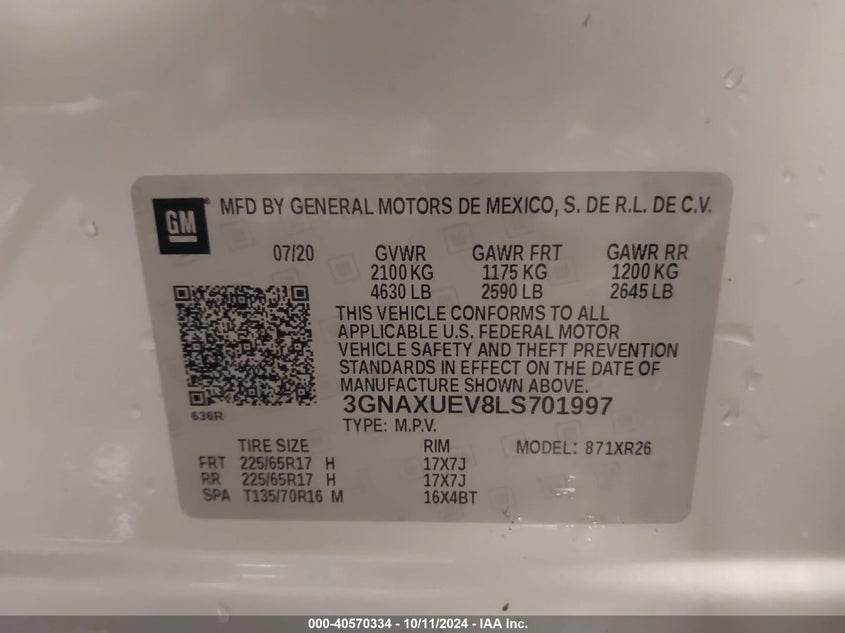 GM
MFD BY GENERAL MOTORS DE MEXICO, S. DE R.L. DE C.V.
07/20 GVWR GAWR FRT GAWR RR
2100 KG 1175 KG 1200 KG
4630 LB 2590 LB 2645 LB
THIS VEHICLE CONFORMS TO ALL
APPLICABLE U.S. FEDERAL MOTOR
VEHICLE SAFETY AND THEFT PREVENTION
STANDARDS IN EFFECT ON THE DATE OF
MANUFACTURE SHOWN ABOVE.
636R
3GNAXUEV8LS701997
TYPE: M.P.V.
TIRE SIZE RIM MODEL: 871XR26
FRT 225/65R17 H 17X7J
RR 225/65R17 H 17X7J
SPA T135/70R16 M 16X4BT
000-40570334 - 10/11/2024 - IAA Inc.